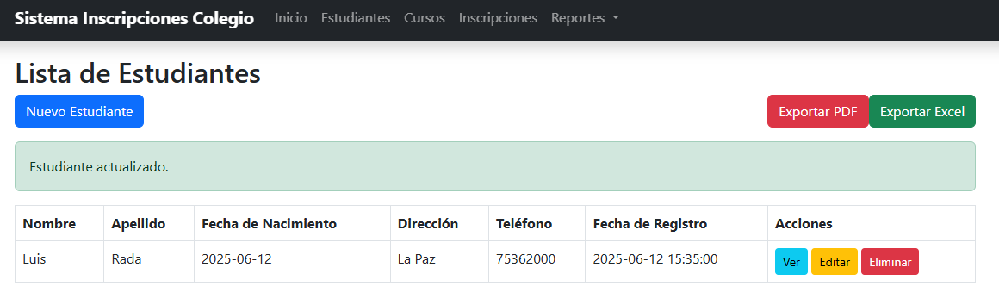 Sistema Inscripciones Colegio Inicio Estudiantes Cursos Inscripciones Reportes
Lista de Estudiantes
Nuevo Estudiante Exportar PDF Exportar Excel
Estudiante actualizado.
Nombre Apellido Fecha de Nacimiento Dirección Teléfono Fecha de Registro Acciones
Luis Rada 2025-06-12 La Paz 75362000 2025-06-12 15:35:00 Ver Editar Eliminar